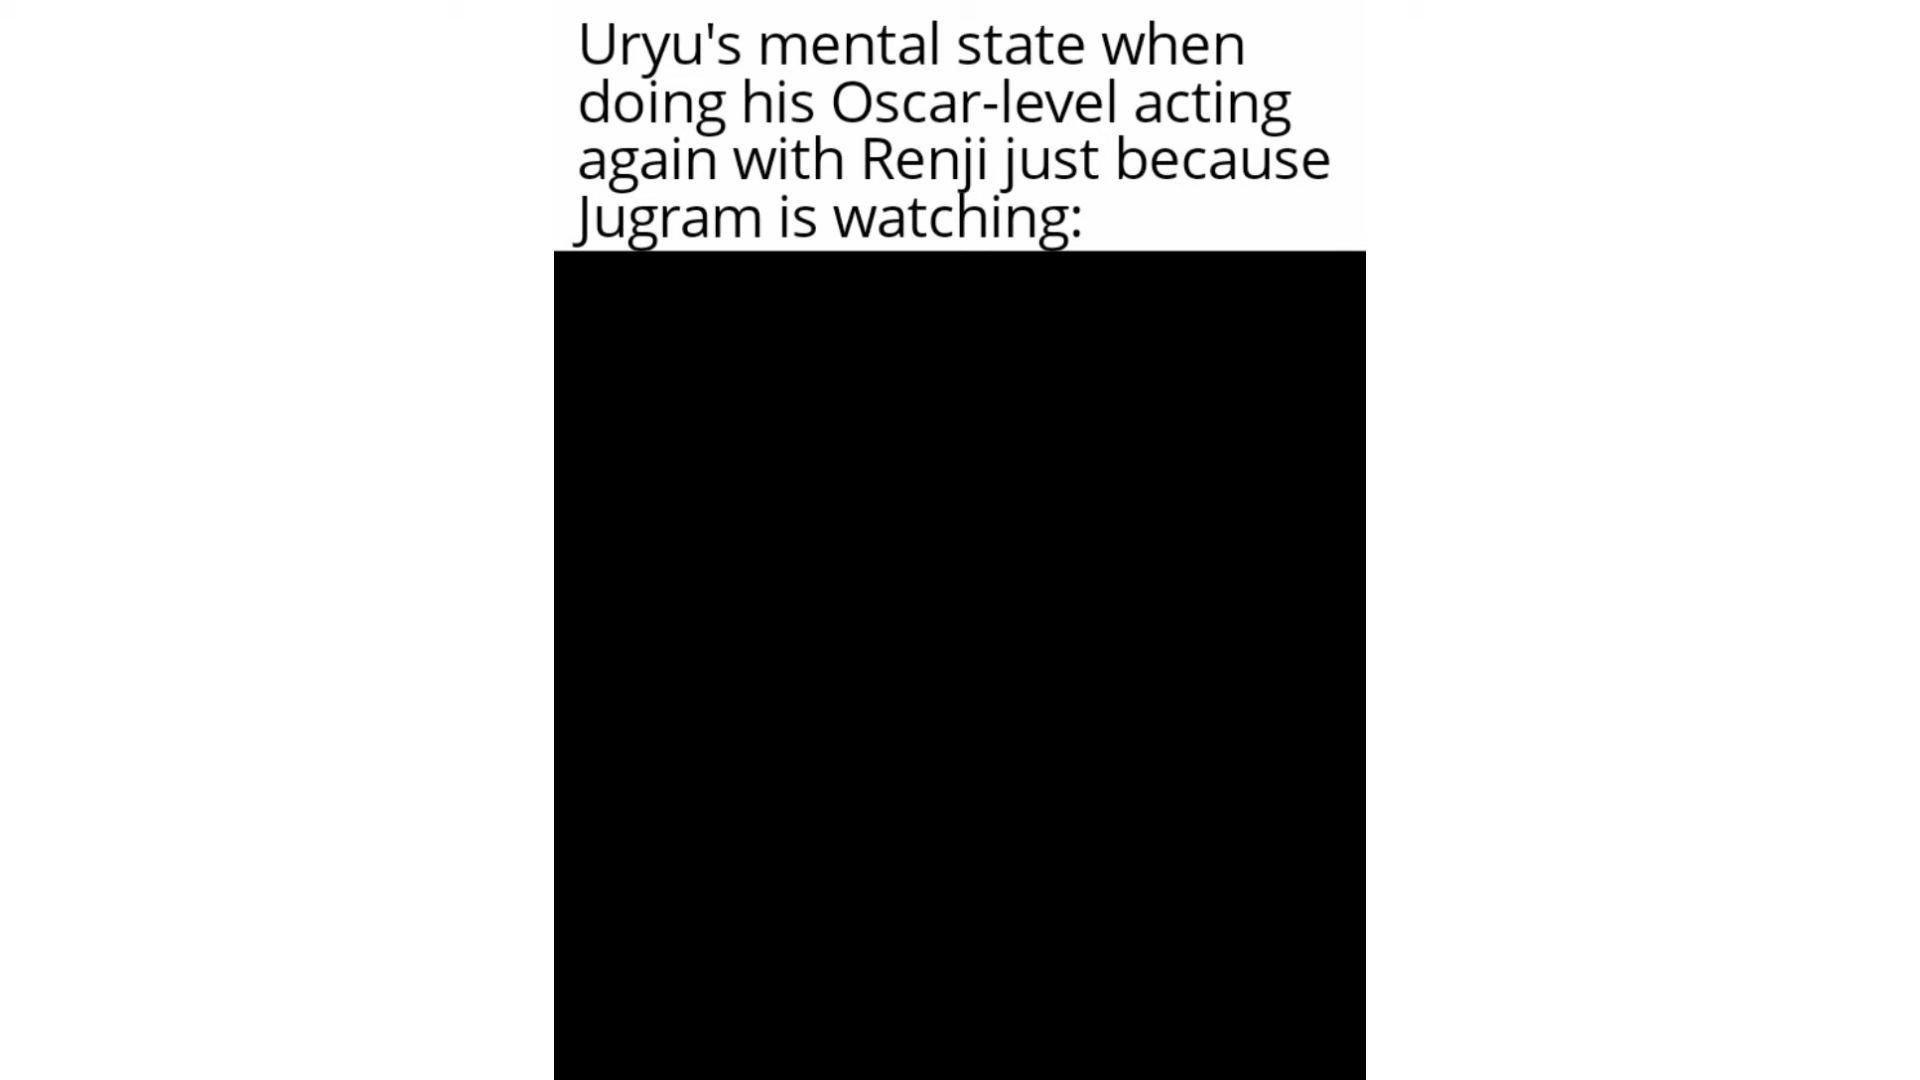 Uryu's mental state when
doing his Oscar-level acting
again with Renji just because
Jugram is watching: